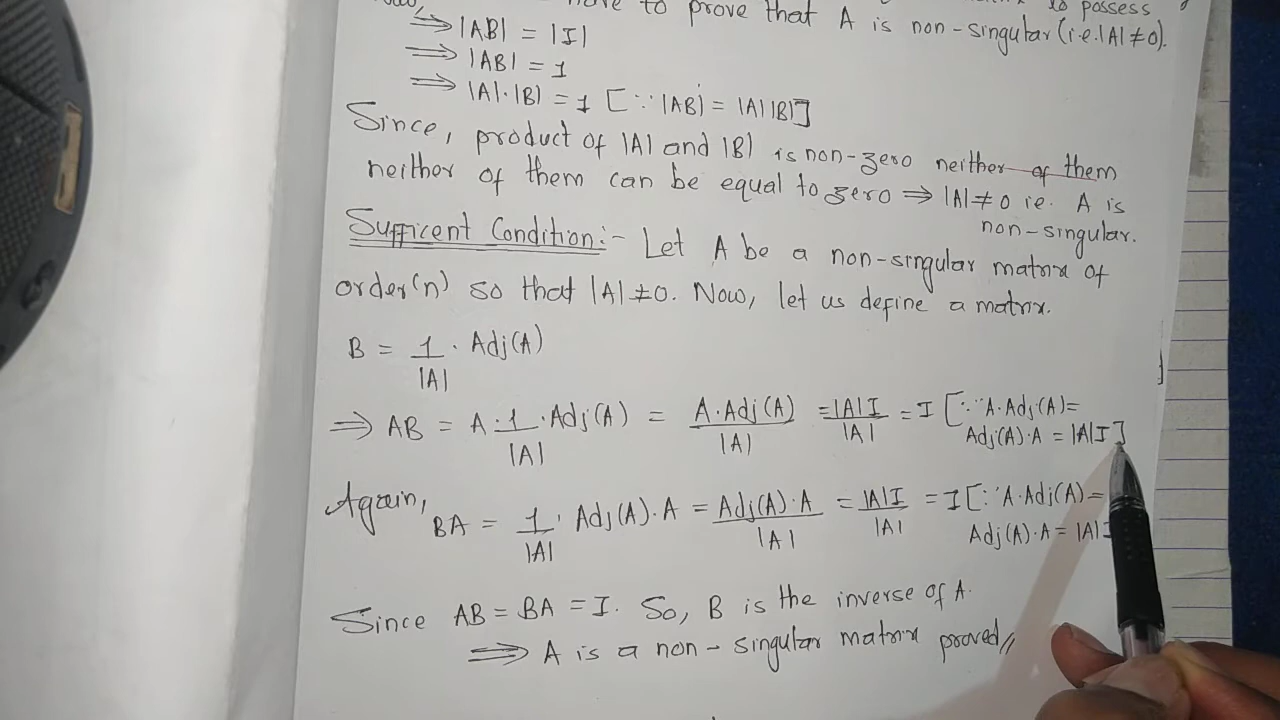 to prove that A is non-singular (i.e. |A| ≠ 0).
to possess
⇒ |AB| = |I|
⇒ |AB| = 1
⇒ |A|·|B| = 1 [∵ |AB| = |A||B|]
Since, product of |A| and |B| is non-zero neither of them
neither of them can be equal to zero ⇒ |A| ≠ 0 ie. A is
non-singular.
Sufficent Condition:- Let A be a non-singular matrix of
order(n) so that |A| ≠ 0. Now, let us define a matrix.
B = 1/|A| · Adj(A)
⇒ AB = A · 1/|A| · Adj(A) = A·Adj(A)/|A| = |A|I/|A| = I [∵ A·Adj(A) =
Adj(A)·A = |A|I]
Again,
BA = 1/|A| · Adj(A)·A = Adj(A)·A/|A| = |A|I/|A| = I [∵ A·Adj(A) =
Adj(A)·A = |A|I
Since AB = BA = I. So, B is the inverse of A.
⇒ A is a non-singular matrix proved //